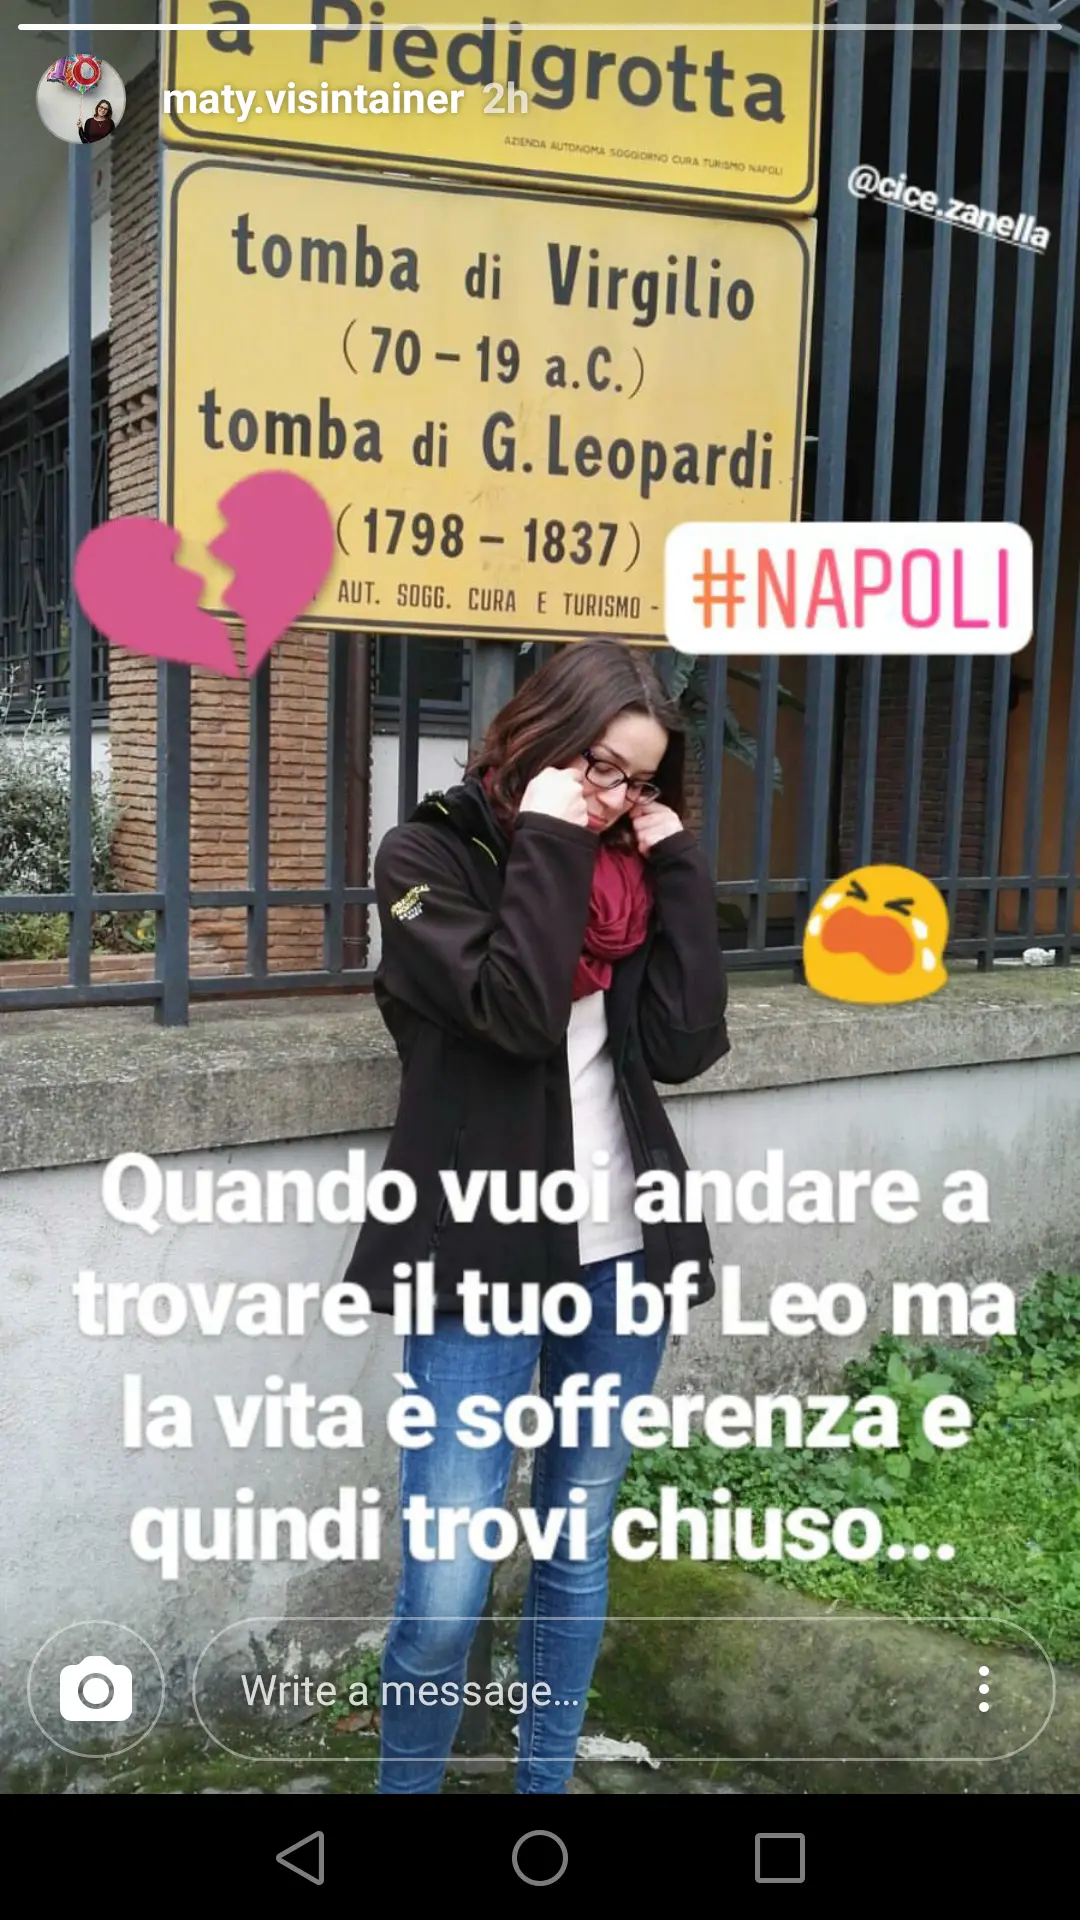 a Piedigrotta
maty.visintainer 2h
AZIENDA AUTONOMA SOGGIORNO CURA TURISMO NAPOLI
@cice.zanella
tomba di Virgilio
(70 - 19 a.C.)
tomba di G. Leopardi
(1798 - 1837)
AUT. SOGG. CURA E TURISMO -
#NAPOLI
Quando vuoi andare a
trovare il tuo bf Leo ma
la vita è sofferenza e
quindi trovi chiuso...
Write a message...